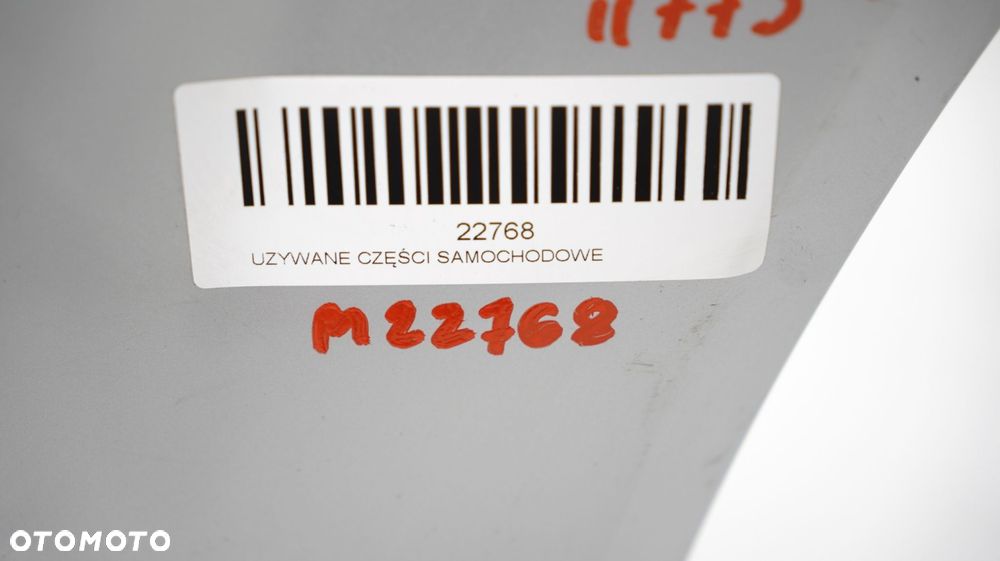 22768
UZYWANE CZĘŚCI SAMOCHODOWE
M22768
OTOMOTO